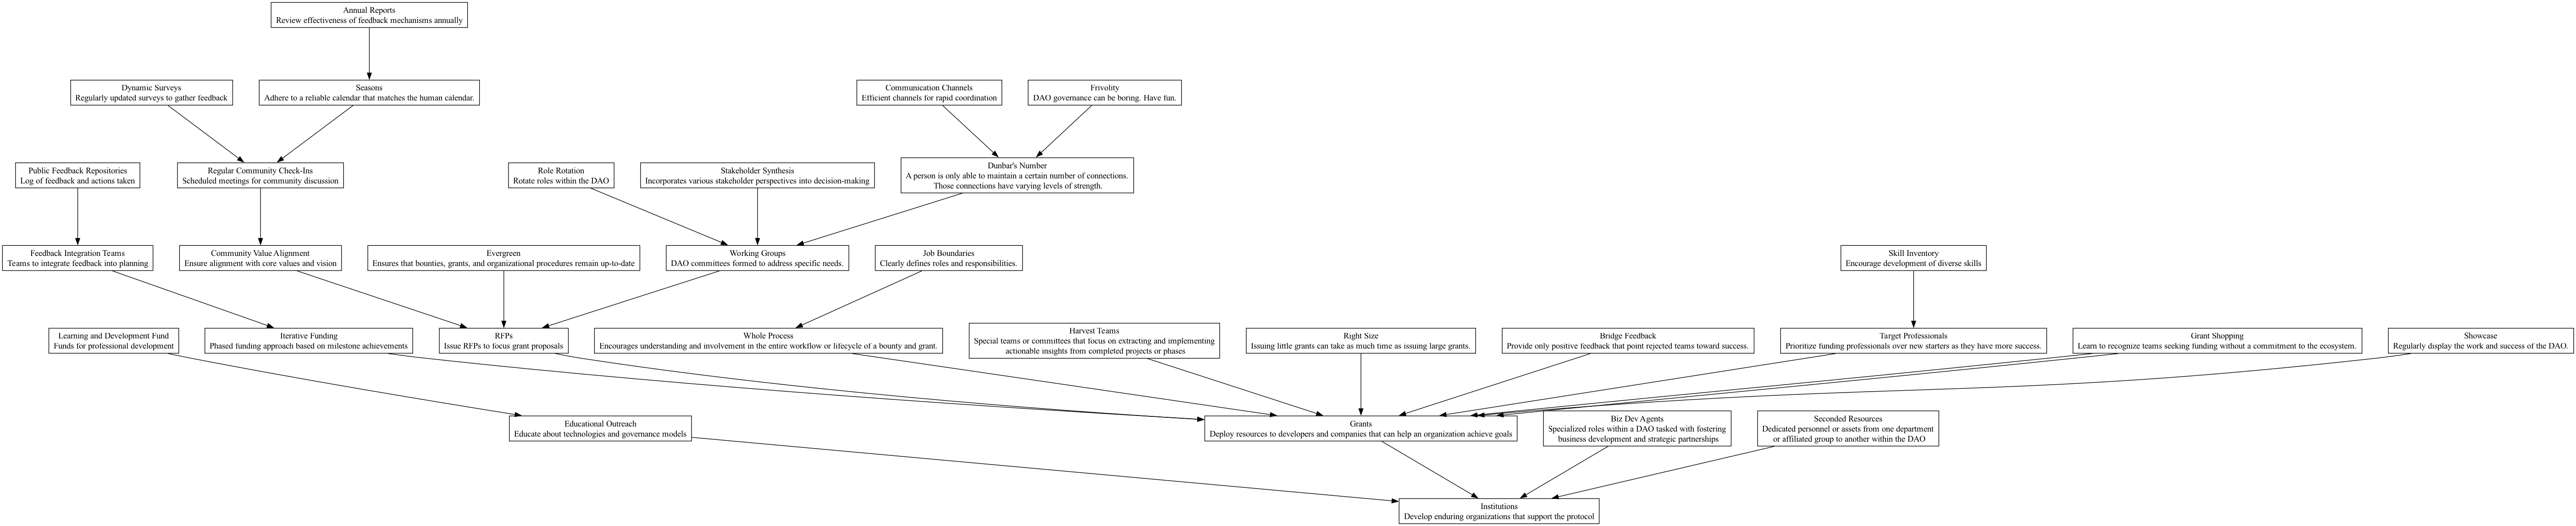 Annual Reports
Review effectiveness of feedback mechanisms annually
Dynamic Surveys
Regularly updated surveys to gather feedback
Seasons
Adhere to a reliable calendar that matches the human calendar.
Communication Channels
Efficient channels for rapid coordination
Frivolity
DAO governance can be boring. Have fun.
Public Feedback Repositories
Log of feedback and actions taken
Regular Community Check-Ins
Scheduled meetings for community discussion
Role Rotation
Rotate roles within the DAO
Stakeholder Synthesis
Incorporates various stakeholder perspectives into decision-making
Dunbar's Number
A person is only able to maintain a certain number of connections.
Those connections have varying levels of strength.
Feedback Integration Teams
Teams to integrate feedback into planning
Community Value Alignment
Ensure alignment with core values and vision
Evergreen
Ensures that bounties, grants, and organizational procedures remain up-to-date
Working Groups
DAO committees formed to address specific needs.
Job Boundaries
Clearly defines roles and responsibilities.
Skill Inventory
Encourage development of diverse skills
Learning and Development Fund
Funds for professional development
Iterative Funding
Phased funding approach based on milestone achievements
RFPs
Issue RFPs to focus grant proposals
Whole Process
Encourages understanding and involvement in the entire workflow or lifecycle of a bounty and grant.
Harvest Teams
Special teams or committees that focus on extracting and implementing
actionable insights from completed projects or phases
Right Size
Issuing little grants can take as much time as issuing large grants.
Bridge Feedback
Provide only positive feedback that point rejected teams toward success.
Target Professionals
Prioritize funding professionals over new starters as they have more success.
Grant Shopping
Learn to recognize teams seeking funding without a commitment to the ecosystem.
Showcase
Regularly display the work and success of the DAO.
Educational Outreach
Educate about technologies and governance models
Grants
Deploy resources to developers and companies that can help an organization achieve goals
Biz Dev Agents
Specialized roles within a DAO tasked with fostering
business development and strategic partnerships
Seconded Resources
Dedicated personnel or assets from one department
or affiliated group to another within the DAO
Institutions
Develop enduring organizations that support the protocol